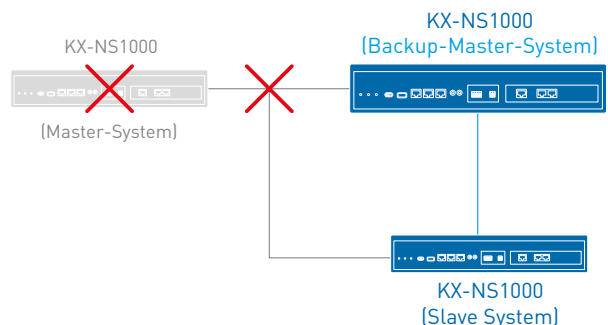 KX-NS1000
(Master-System)
KX-NS1000
(Backup-Master-System)
KX-NS1000
(Slave System)